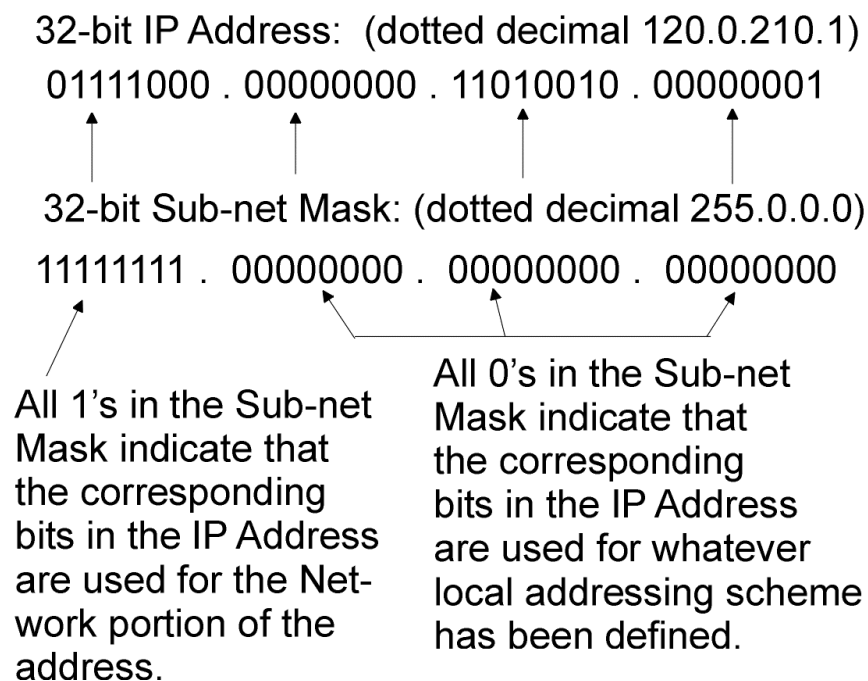 32-bit IP Address: (dotted decimal 120.0.210.1)
01111000 . 00000000 . 11010010 . 00000001
32-bit Sub-net Mask: (dotted decimal 255.0.0.0)
11111111 . 00000000 . 00000000 . 00000000
All 1's in the Sub-net
Mask indicate that
the corresponding
bits in the IP Address
are used for the Net-
work portion of the
address.
All 0's in the Sub-net
Mask indicate that
the corresponding
bits in the IP Address
are used for whatever
local addressing scheme
has been defined.